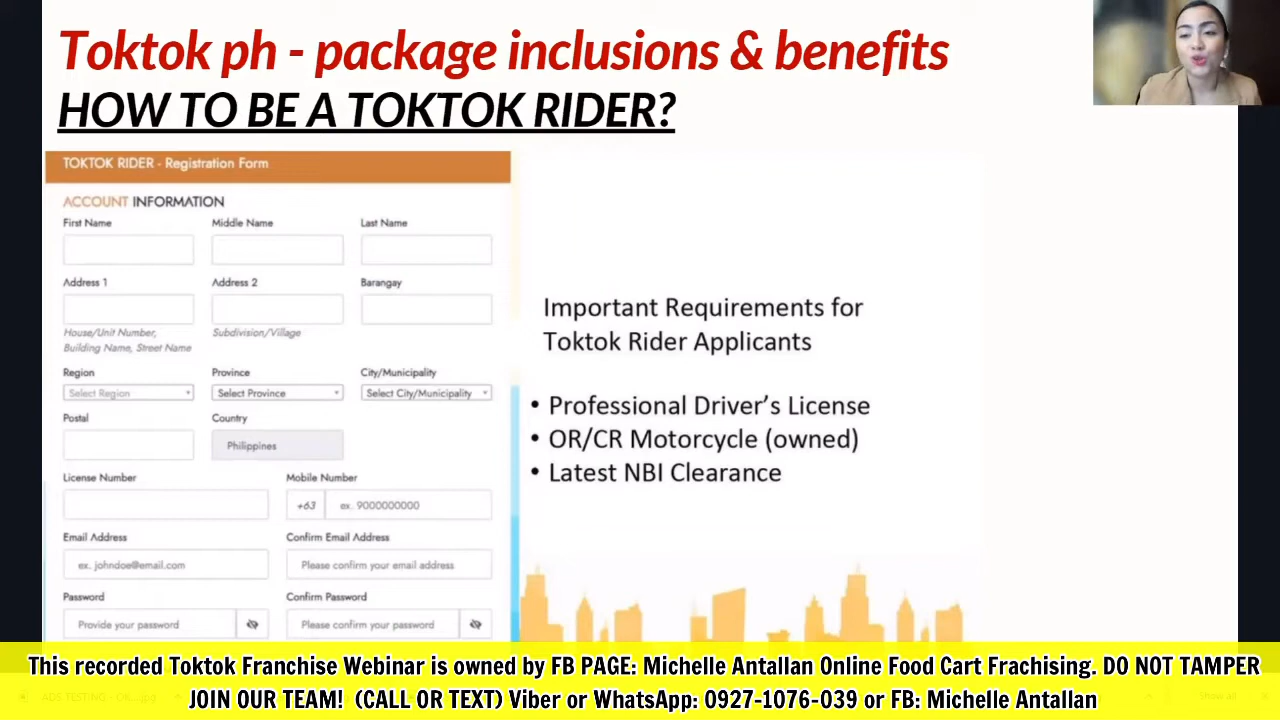 Toktok ph - package inclusions & benefits
HOW TO BE A TOKTOK RIDER?
TOKTOK RIDER - Registration Form
ACCOUNT INFORMATION
First Name Middle Name Last Name
Address 1 Address 2 Barangay
House/Unit Number, Subdivision/Village
Building Name, Street Name
Region Province City/Municipality
Select Region Select Province Select City/Municipality
Postal Country
Philippines
License Number Mobile Number
+63 ex. 9000000000
Email Address Confirm Email Address
ex. johndoe@email.com Please confirm your email address
Password Confirm Password
Provide your password Please confirm your password
Important Requirements for
Toktok Rider Applicants
• Professional Driver's License
• OR/CR Motorcycle (owned)
• Latest NBI Clearance
This recorded Toktok Franchise Webinar is owned by FB PAGE: Michelle Antallan Online Food Cart Frachising. DO NOT TAMPER
JOIN OUR TEAM! (CALL OR TEXT) Viber or WhatsApp: 0927-1076-039 or FB: Michelle Antallan
Show all